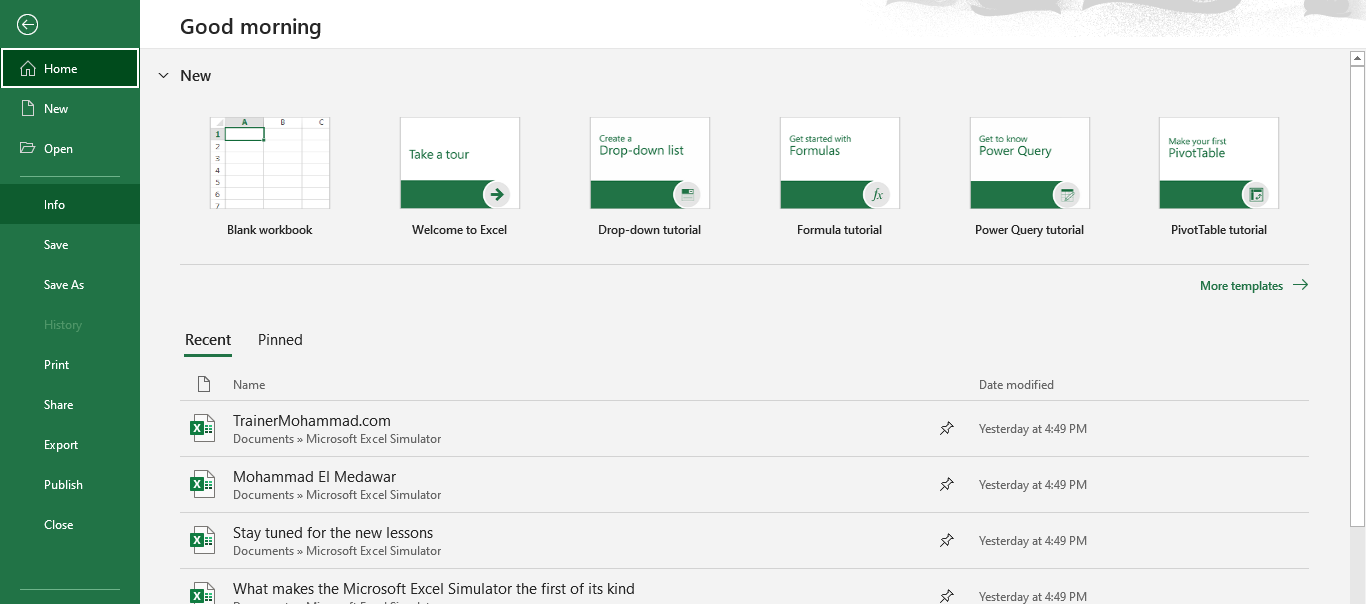 Good morning
Home
New
Open
Info
Save
Save As
History
Print
Share
Export
Publish
Close
New
A B C
1
2
3
4
5
6
7
Blank workbook
Take a tour
Welcome to Excel
Create a
Drop-down list
Drop-down tutorial
Get started with
Formulas
fx
Formula tutorial
Get to know
Power Query
Power Query tutorial
Make your first
PivotTable
PivotTable tutorial
More templates
Recent Pinned
Name Date modified
TrainerMohammad.com
Documents » Microsoft Excel Simulator
Yesterday at 4:49 PM
Mohammad El Medawar
Documents » Microsoft Excel Simulator
Yesterday at 4:49 PM
Stay tuned for the new lessons
Documents » Microsoft Excel Simulator
Yesterday at 4:49 PM
What makes the Microsoft Excel Simulator the first of its kind
Yesterday at 4:49 PM